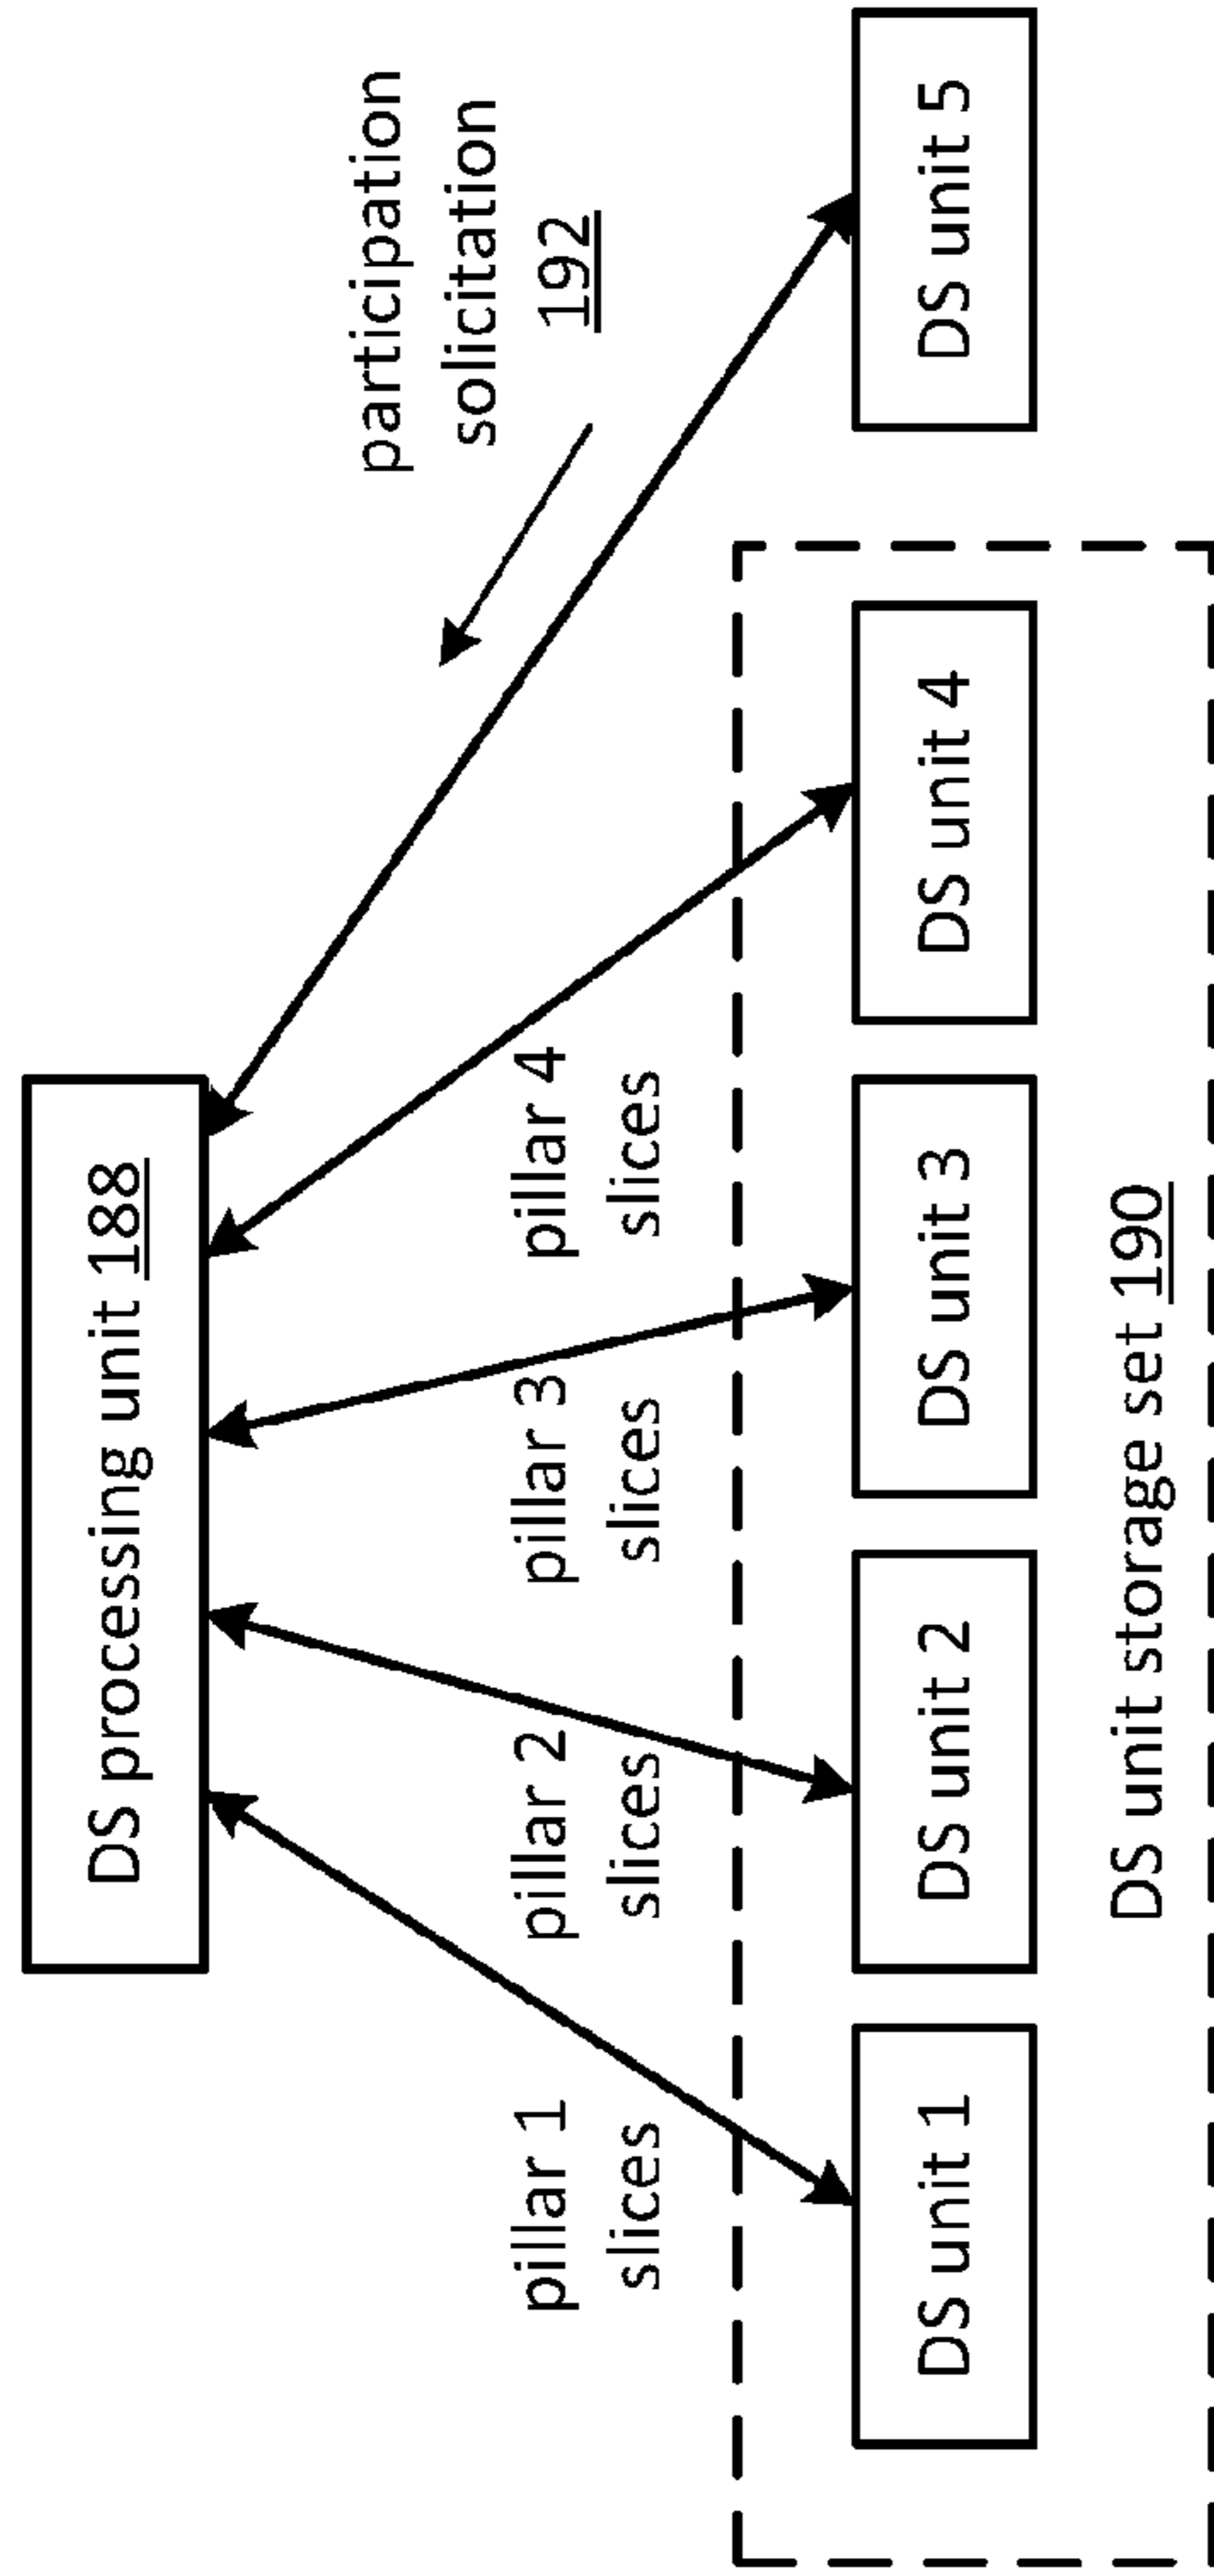 DS processing unit 188
participation
solicitation
192
pillar 1
slices
pillar 2
slices
pillar 3
slices
pillar 4
slices
DS unit 1
DS unit 2
DS unit 3
DS unit 4
DS unit 5
DS unit storage set 190